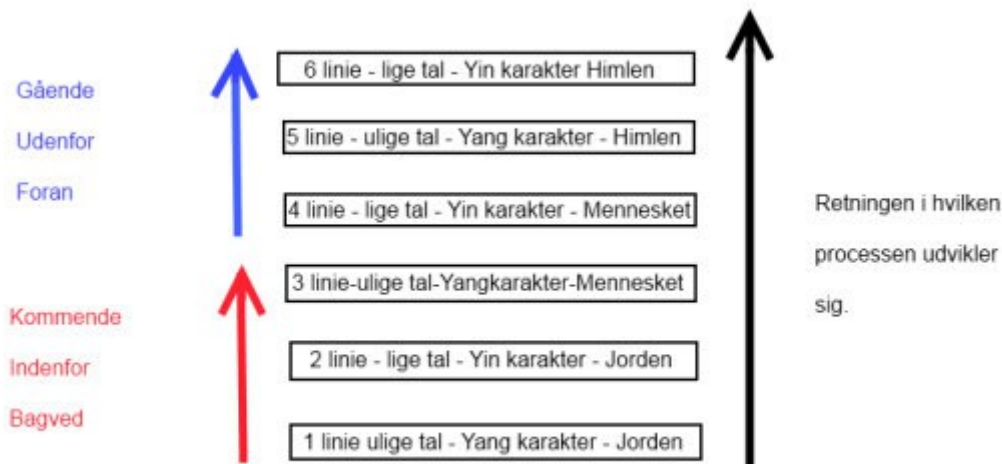 6 linie - lige tal - Yin karakter Himlen
Gående
5 linie - ulige tal - Yang karakter - Himlen
Udenfor
Foran
4 linie - lige tal - Yin karakter - Mennesket
Retningen i hvilken
processen udvikler
sig.
3 linie-ulige tal-Yangkarakter-Mennesket
Kommende
Indenfor
2 linie - lige tal - Yin karakter - Jorden
Bagved
1 linie ulige tal - Yang karakter - Jorden